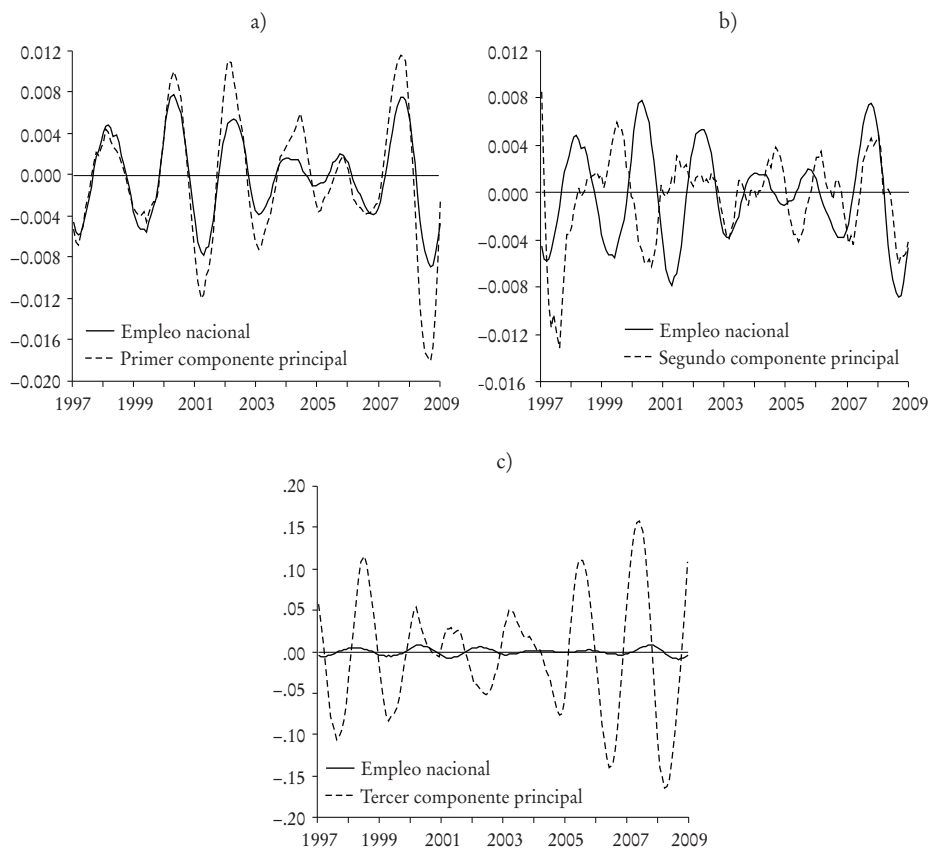 a)
0.012
0.008
0.004
0.000
−0.004
−0.008
−0.012
−0.016
−0.020
Empleo nacional
Primer componente principal
1997 1999 2001 2003 2005 2007 2009
b)
0.012
0.008
0.004
0.000
−0.004
−0.008
−0.012
-0.016
Empleo nacional
Segundo componente principal
1997 1999 2001 2003 2005 2007 2009
c)
.20
.15
.10
.05
.00
−.05
−.10
−.15
−.20
Empleo nacional
Tercer componente principal
1997 1999 2001 2003 2005 2007 2009